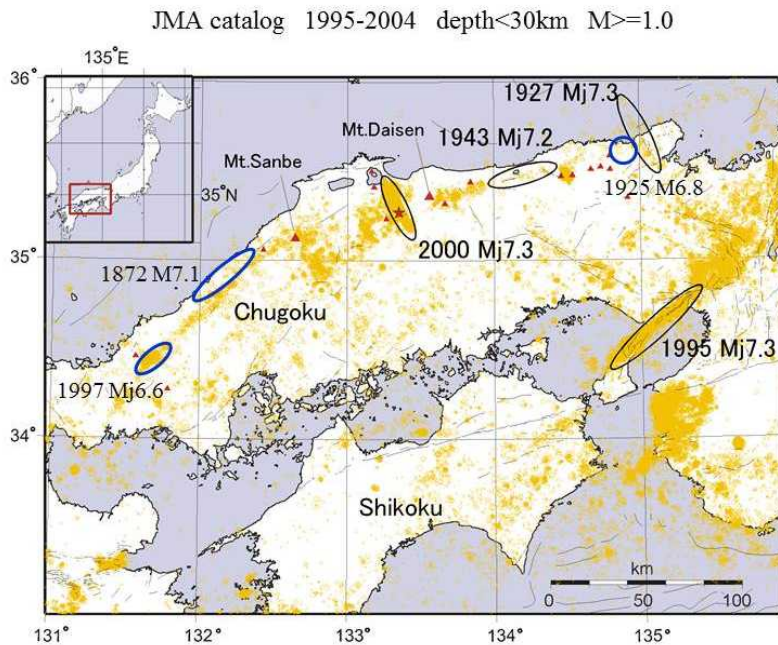 JMA catalog 1995-2004 depth<30km M>=1.0
135°E
36°
1927 Mj7.3
Mt.Daisen
1943 Mj7.2
Mt.Sanbe
35°N
1925 M6.8
2000 Mj7.3
35°
1872 M7.1
Chugoku
1995 Mj7.3
1997 Mj6.6
34°
Shikoku
km
0 50 100
131° 132° 133° 134° 135°